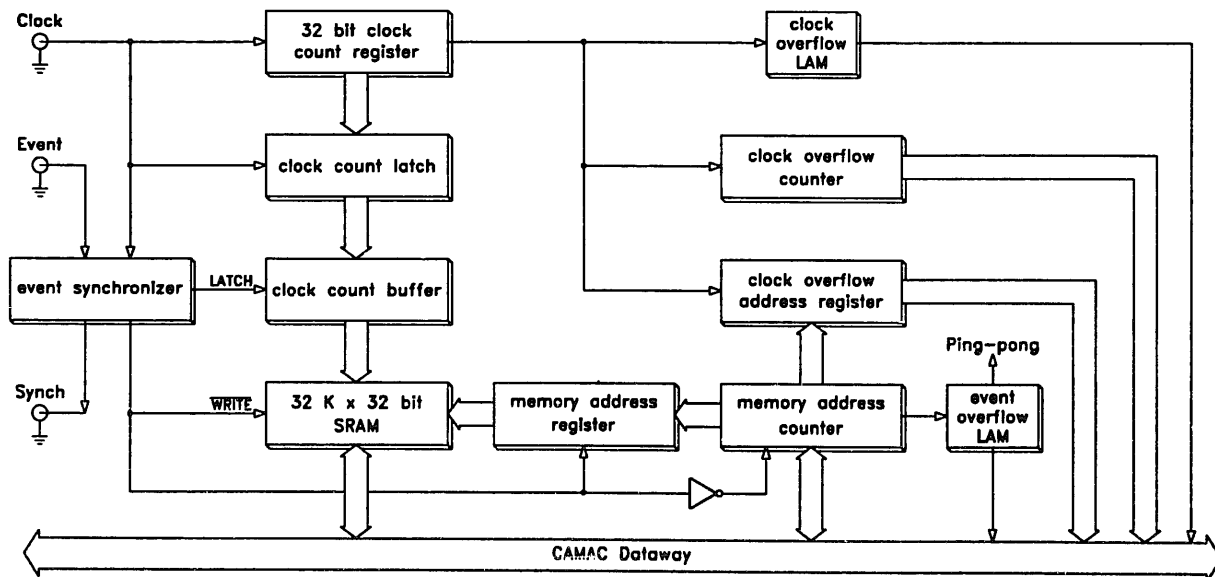 Clock
32 bit clock
count register
clock
overflow
LAM
Event
clock count latch
clock overflow
counter
event synchronizer
LATCH
clock count buffer
clock overflow
address register
Ping-pong
Synch
WRITE
32 K x 32 bit
SRAM
memory address
register
memory address
counter
event
overflow
LAM
CAMAC Dataway